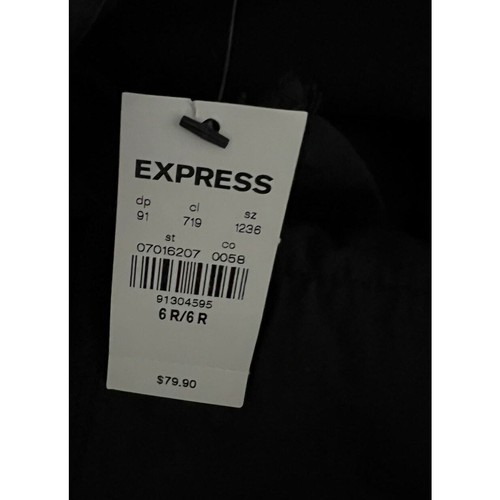 EXPRESS
dp cl sz
91 719 1236
st co
07016207 0058
91304595
6 R/6 R
$79.90